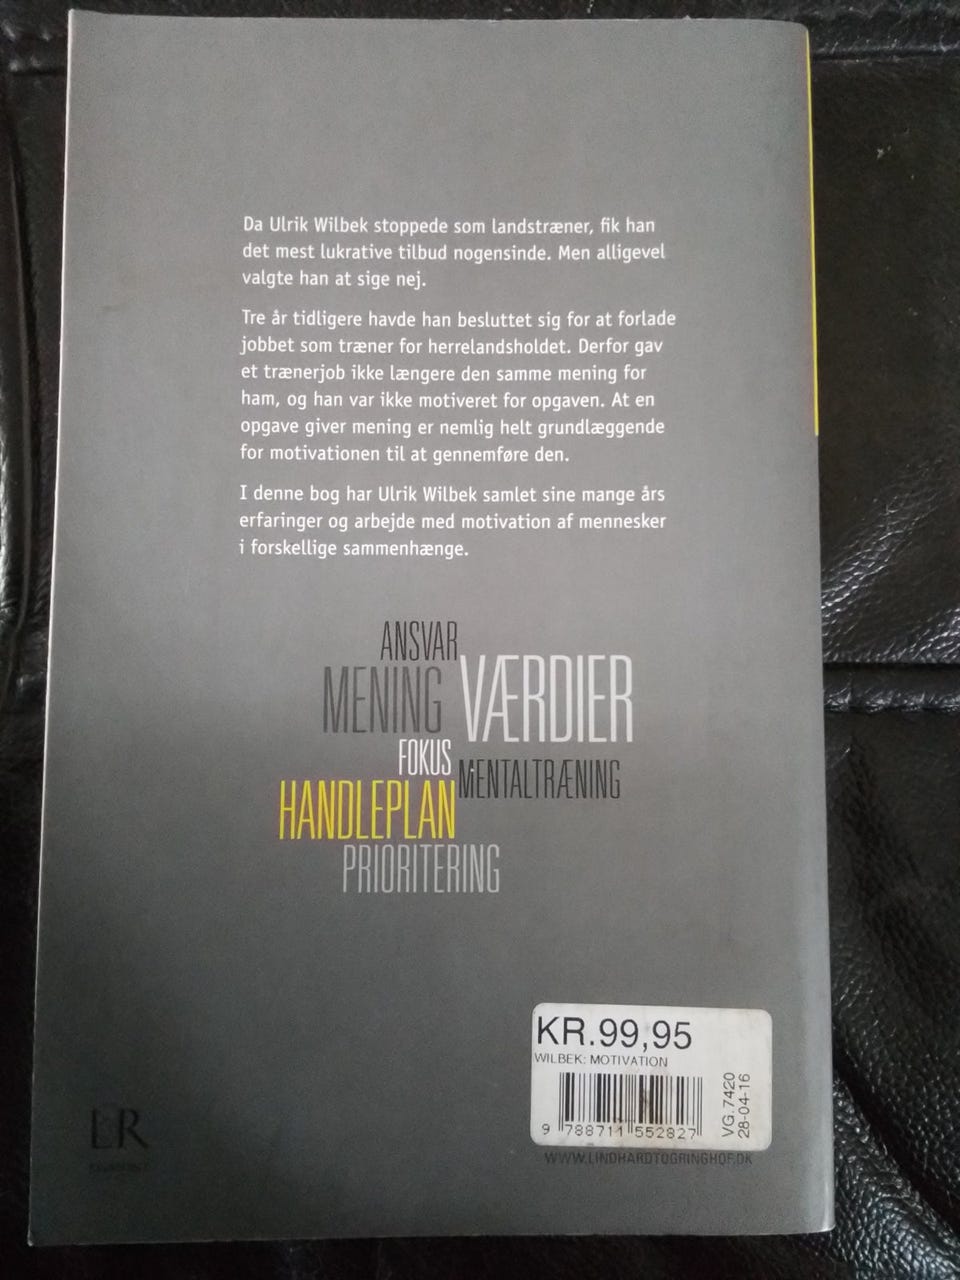 Da Ulrik Wilbek stoppede som landstræner, fik han
det mest lukrative tilbud nogensinde. Men alligevel
valgte han at sige nej.
Tre år tidligere havde han besluttet sig for at forlade
jobbet som træner for herrelandsholdet. Derfor gav
et trænerjob ikke længere den samme mening for
ham, og han var ikke motiveret for opgaven. At en
opgave giver mening er nemlig helt grundlæggende
for motivationen til at gennemføre den.
I denne bog har Ulrik Wilbek samlet sine mange års
erfaringer og arbejde med motivation af mennesker
i forskellige sammenhænge.
ANSVAR
MENING VÆRDIER
FOKUS
MENTALTRÆNING
HANDLEPLAN
PRIORITERING
KR.99,95
WILBEK: MOTIVATION
9 788711 552827
VG.7420
28-04-16
WWW.LINDHARDTOGRINGHOF.DK
L&R